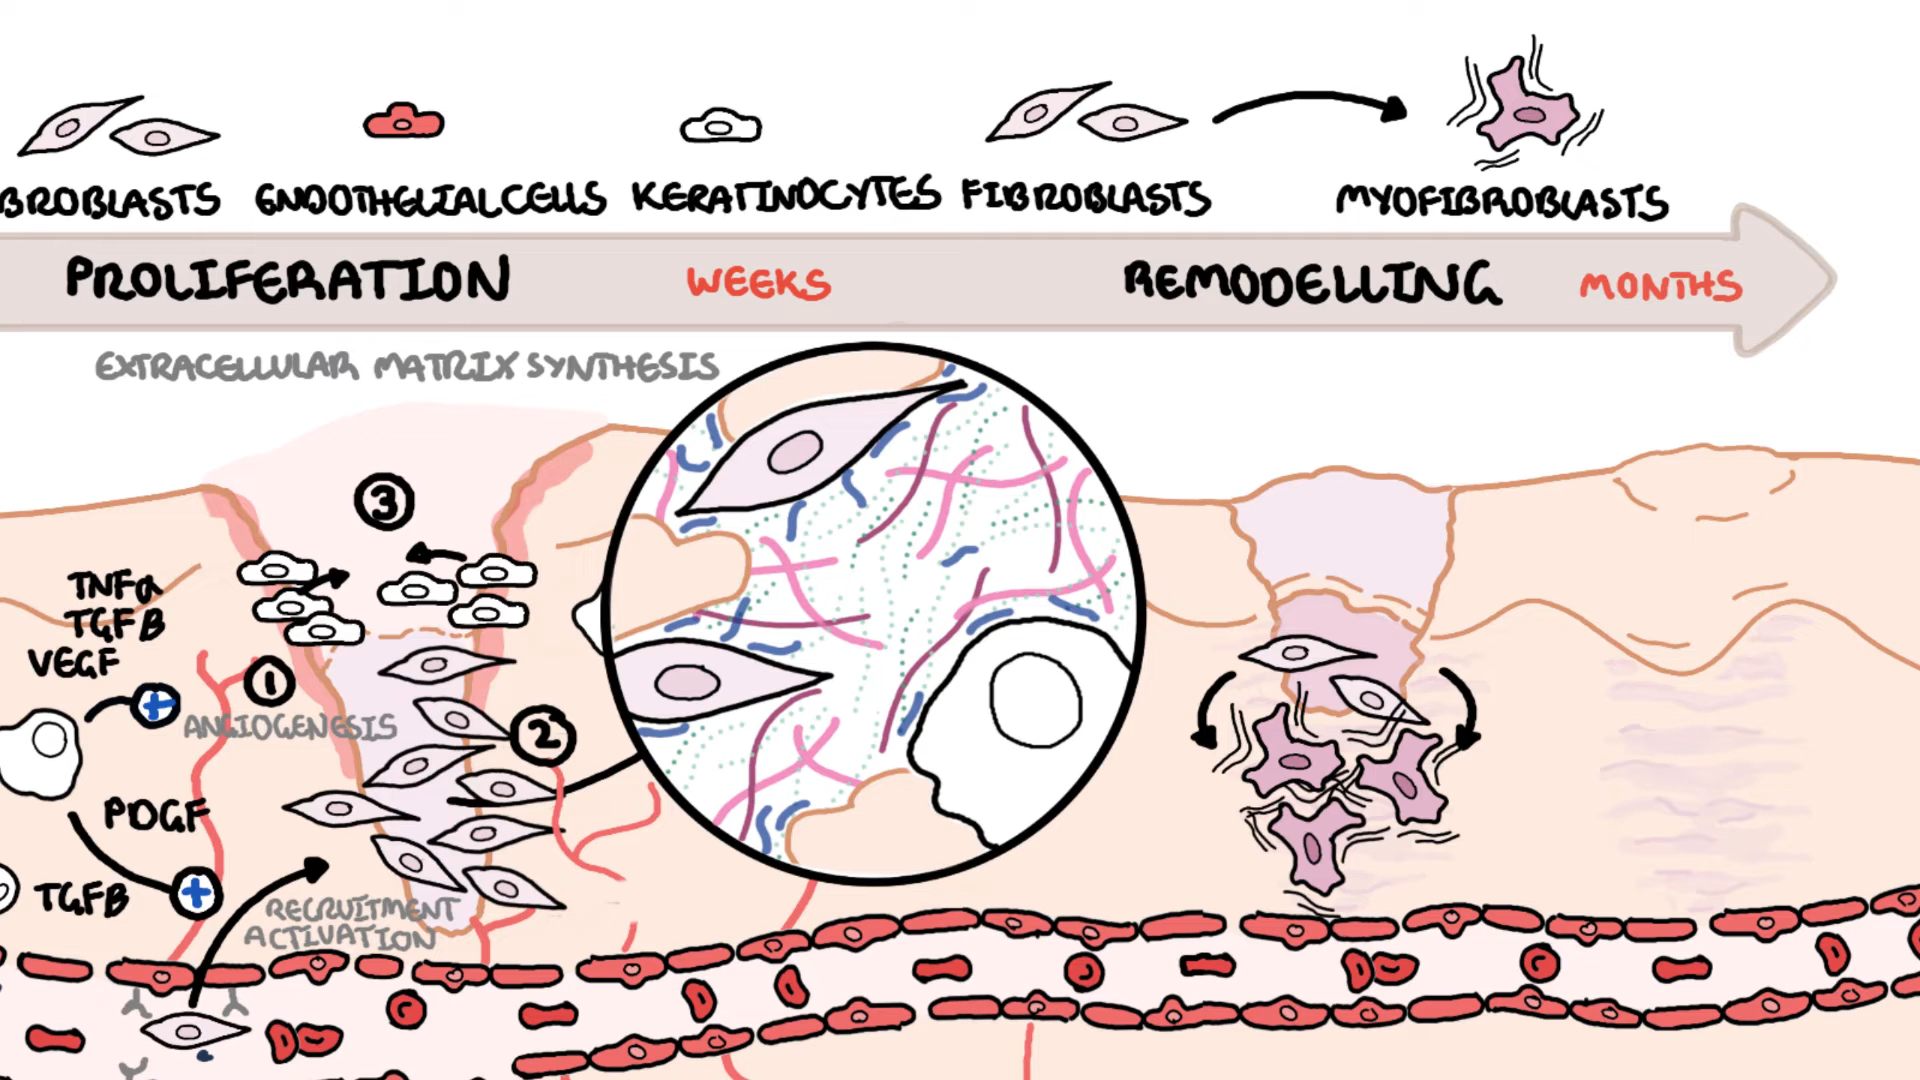 BROBLASTS ENDOTHELIAL CELLS KERATINOCYTES FIBROBLASTS MYOFIBROBLASTS
PROLIFERATION WEEKS REMODELLING MONTHS
EXTRACELLULAR MATRIX SYNTHESIS
3
TNFα
TGFB
VEGF
1
ANGIOGENESIS
2
PDGF
TGFB
RECRUITMENT
ACTIVATION